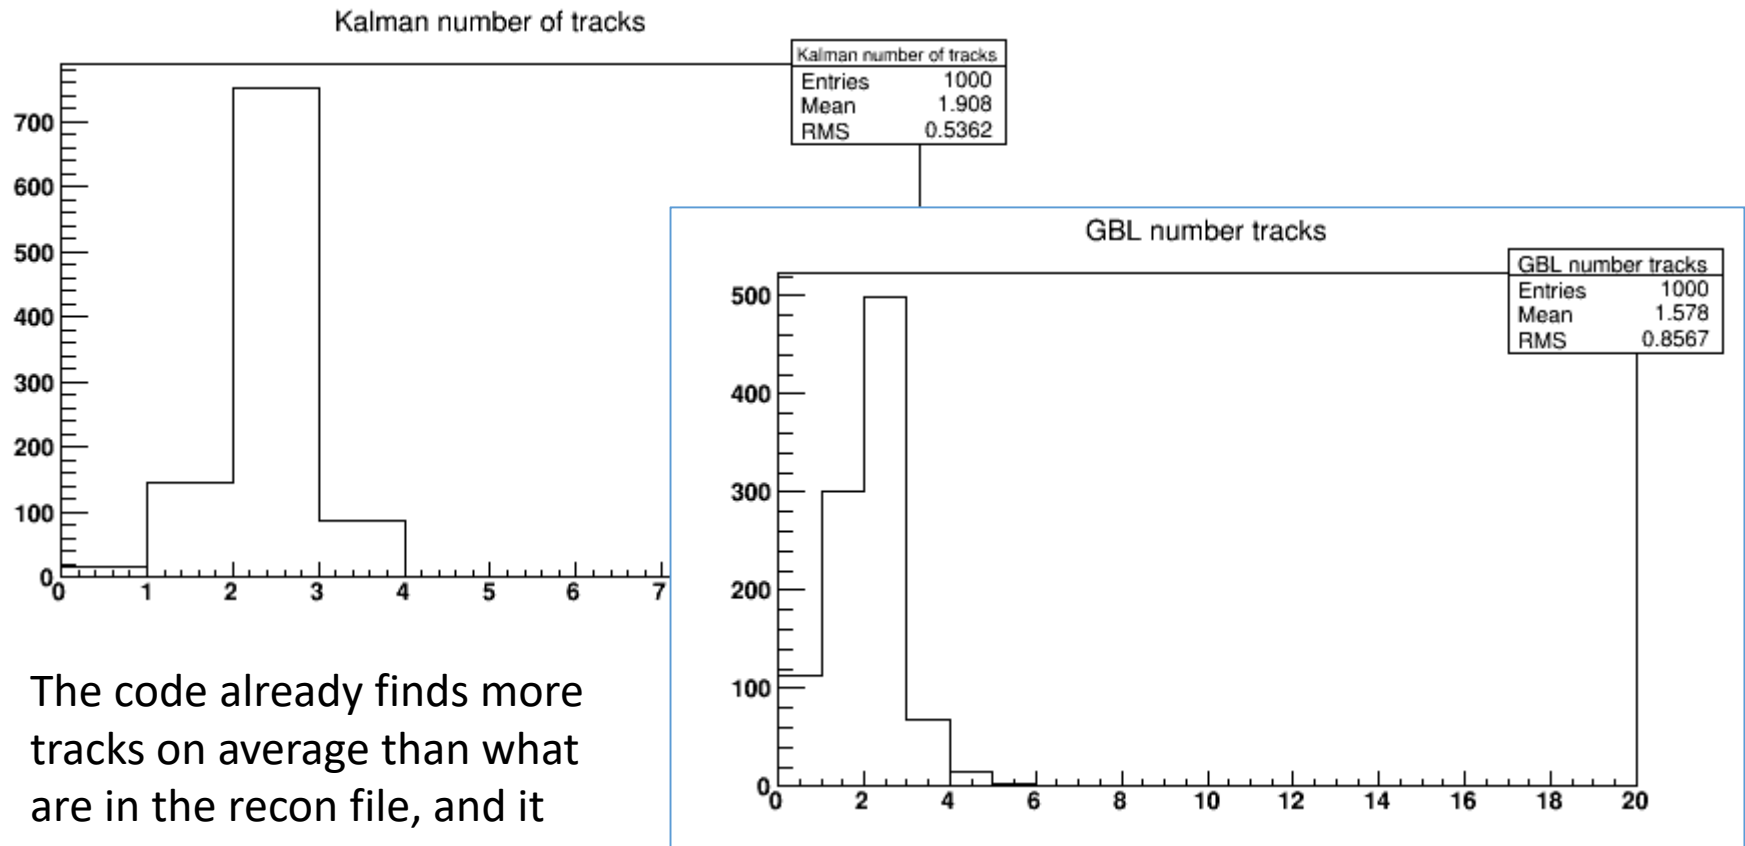 Kalman number of tracks
Kalman number of tracks
Entries 1000
Mean 1.908
RMS 0.5362
700
600
500
400
300
200
100
0
0 1 2 3 4 5 6 7
GBL number tracks
GBL number tracks
Entries 1000
Mean 1.578
RMS 0.8567
500
400
300
200
100
0
0 2 4 6 8 10 12 14 16 18 20
The code already finds more
tracks on average than what
are in the recon file, and it